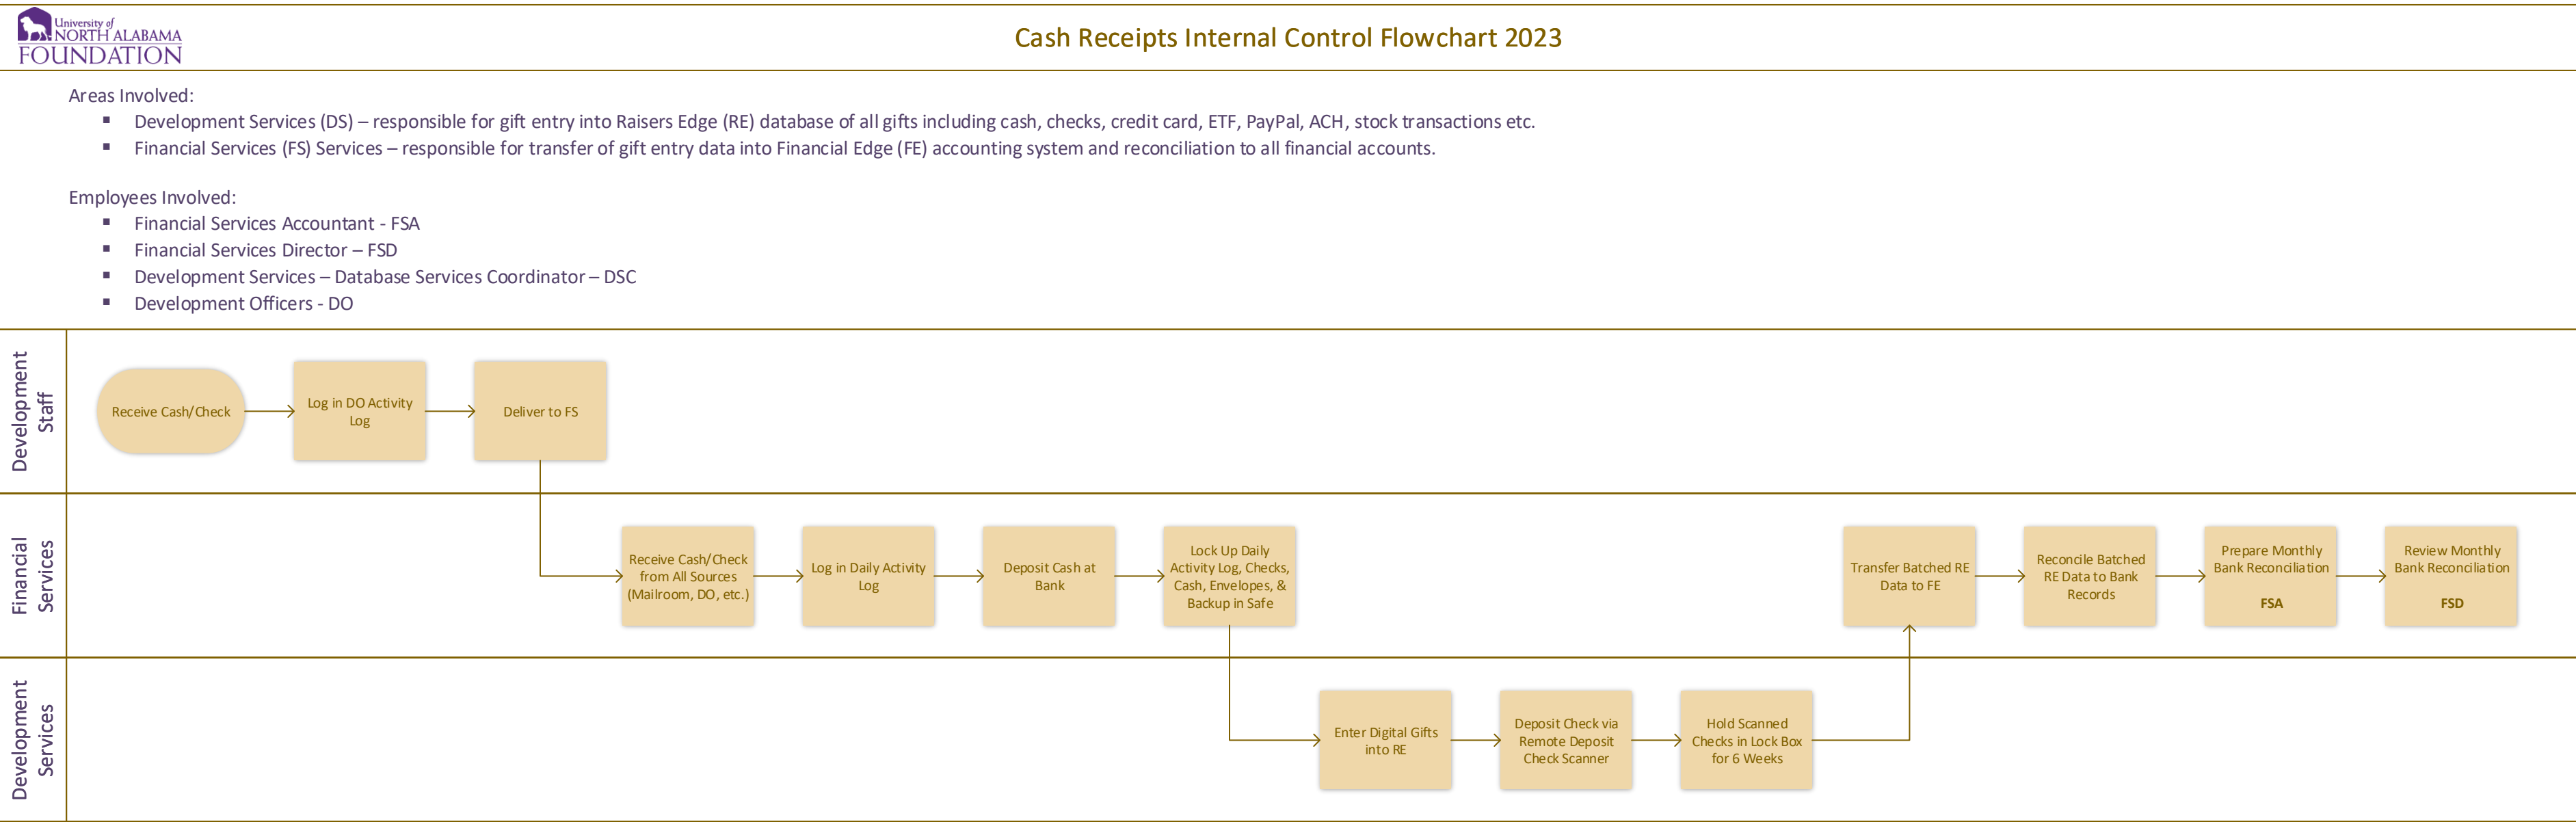 University of
NORTH ALABAMA
FOUNDATION
Cash Receipts Internal Control Flowchart 2023
Areas Involved:
▪ Development Services (DS) – responsible for gift entry into Raisers Edge (RE) database of all gifts including cash, checks, credit card, ETF, PayPal, ACH, stock transactions etc.
▪ Financial Services (FS) Services – responsible for transfer of gift entry data into Financial Edge (FE) accounting system and reconciliation to all financial accounts.
Employees Involved:
▪ Financial Services Accountant - FSA
▪ Financial Services Director – FSD
▪ Development Services – Database Services Coordinator – DSC
▪ Development Officers - DO
Development
Staff
Receive Cash/Check
Log in DO Activity
Log
Deliver to FS
Financial
Services
Receive Cash/Check
from All Sources
(Mailroom, DO, etc.)
Log in Daily Activity
Log
Deposit Cash at
Bank
Lock Up Daily
Activity Log, Checks,
Cash, Envelopes, &
Backup in Safe
Transfer Batched RE
Data to FE
Reconcile Batched
RE Data to Bank
Records
Prepare Monthly
Bank Reconciliation
FSA
Review Monthly
Bank Reconciliation
FSD
Development
Services
Enter Digital Gifts
into RE
Deposit Check via
Remote Deposit
Check Scanner
Hold Scanned
Checks in Lock Box
for 6 Weeks